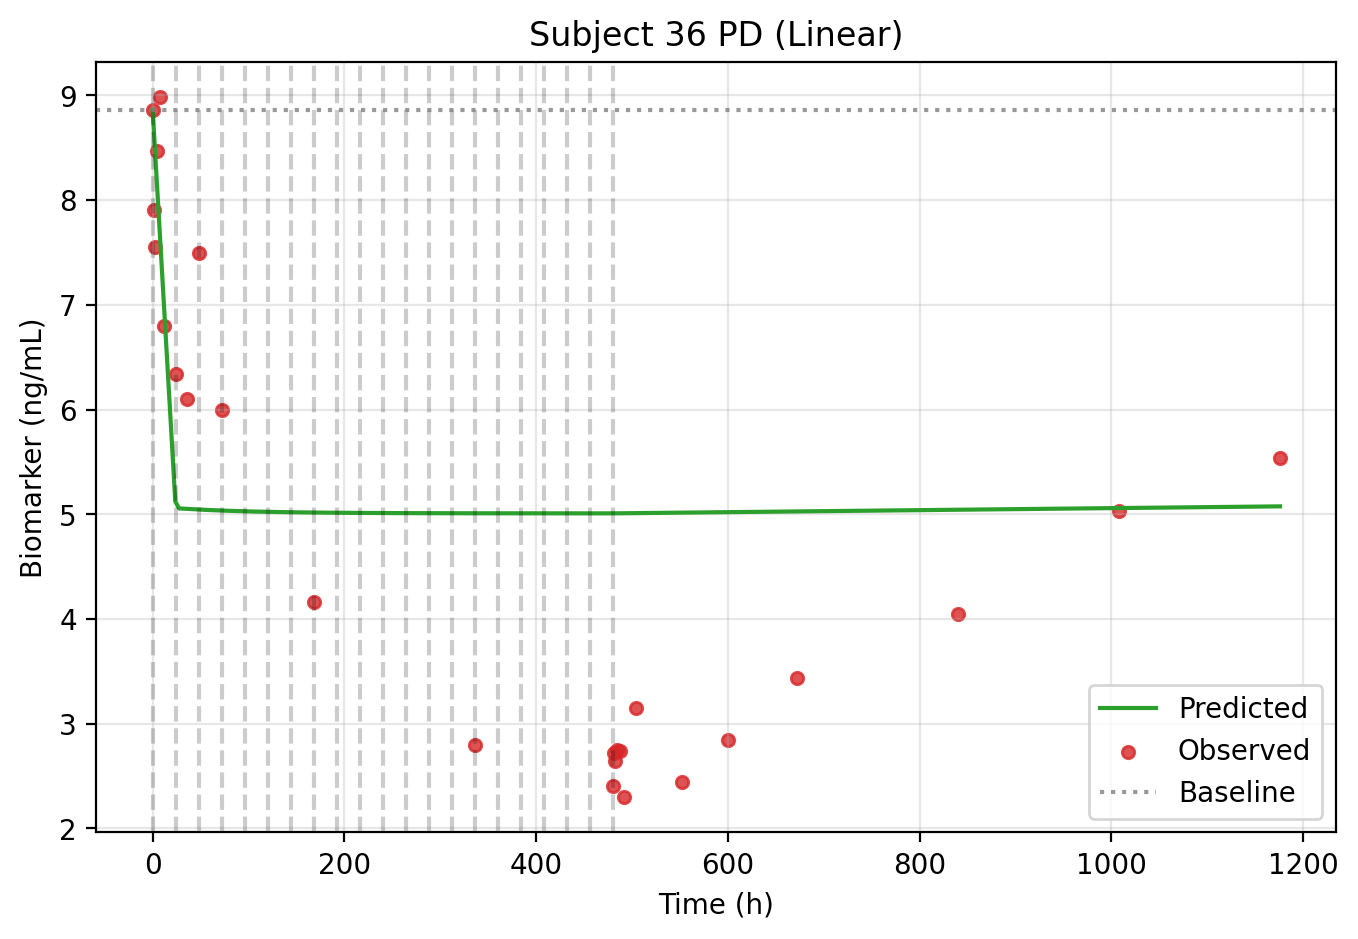 Subject 36 PD (Linear)
Biomarker (ng/mL)
9
8
7
6
5
4
3
2
Predicted
Observed
Baseline
0 200 400 600 800 1000 1200
Time (h)